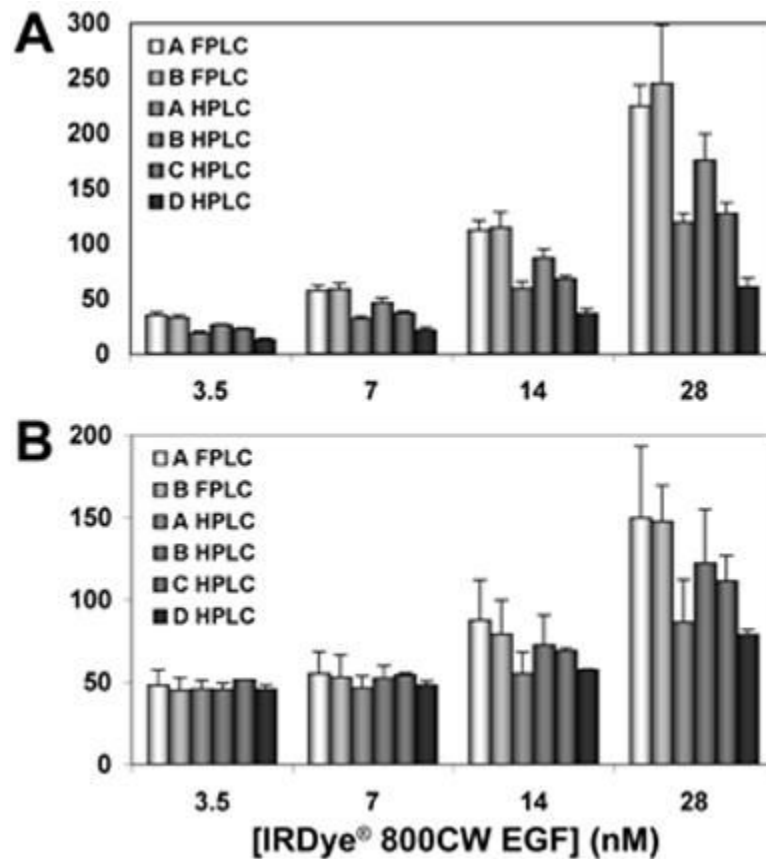 A
300
250
200
150
100
50
0
A FPLC
B FPLC
A HPLC
B HPLC
C HPLC
D HPLC
3.5 7 14 28
B
200
150
100
50
0
A FPLC
B FPLC
A HPLC
B HPLC
C HPLC
D HPLC
3.5 7 14 28
[IRDye® 800CW EGF] (nM)